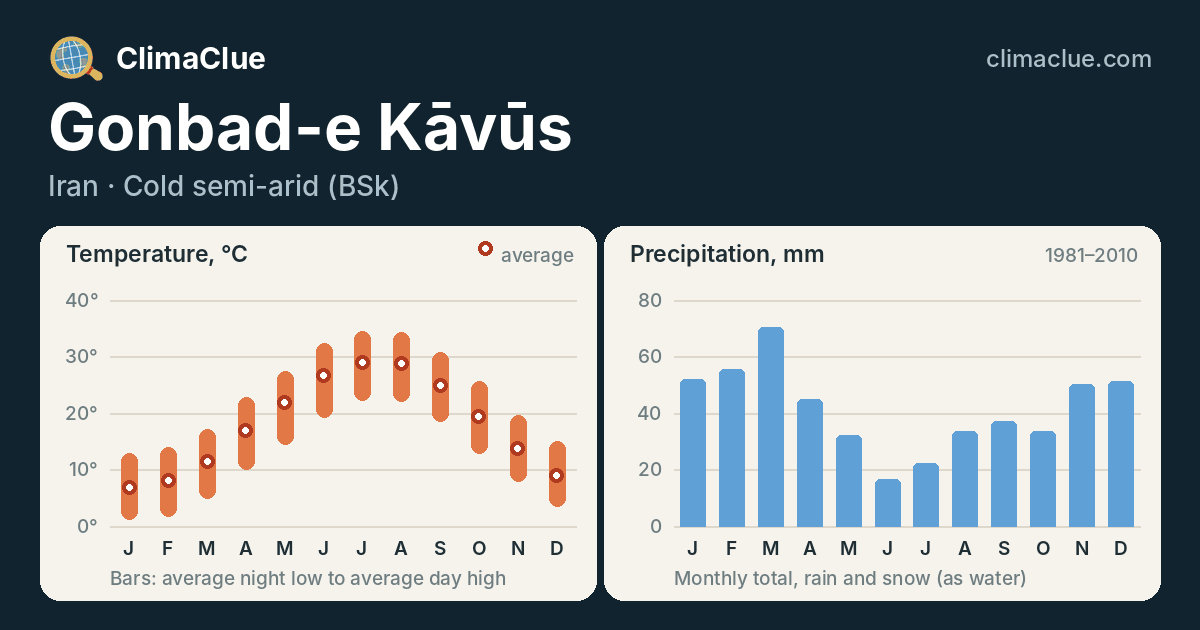 ClimaClue
climaclue.com
Gonbad-e Kāvūs
Iran · Cold semi-arid (BSk)
Temperature, °C
average
40°
30°
20°
10°
0°
J F M A M J J A S O N D
Bars: average night low to average day high
Precipitation, mm
1981–2010
80
60
40
20
0
J F M A M J J A S O N D
Monthly total, rain and snow (as water)